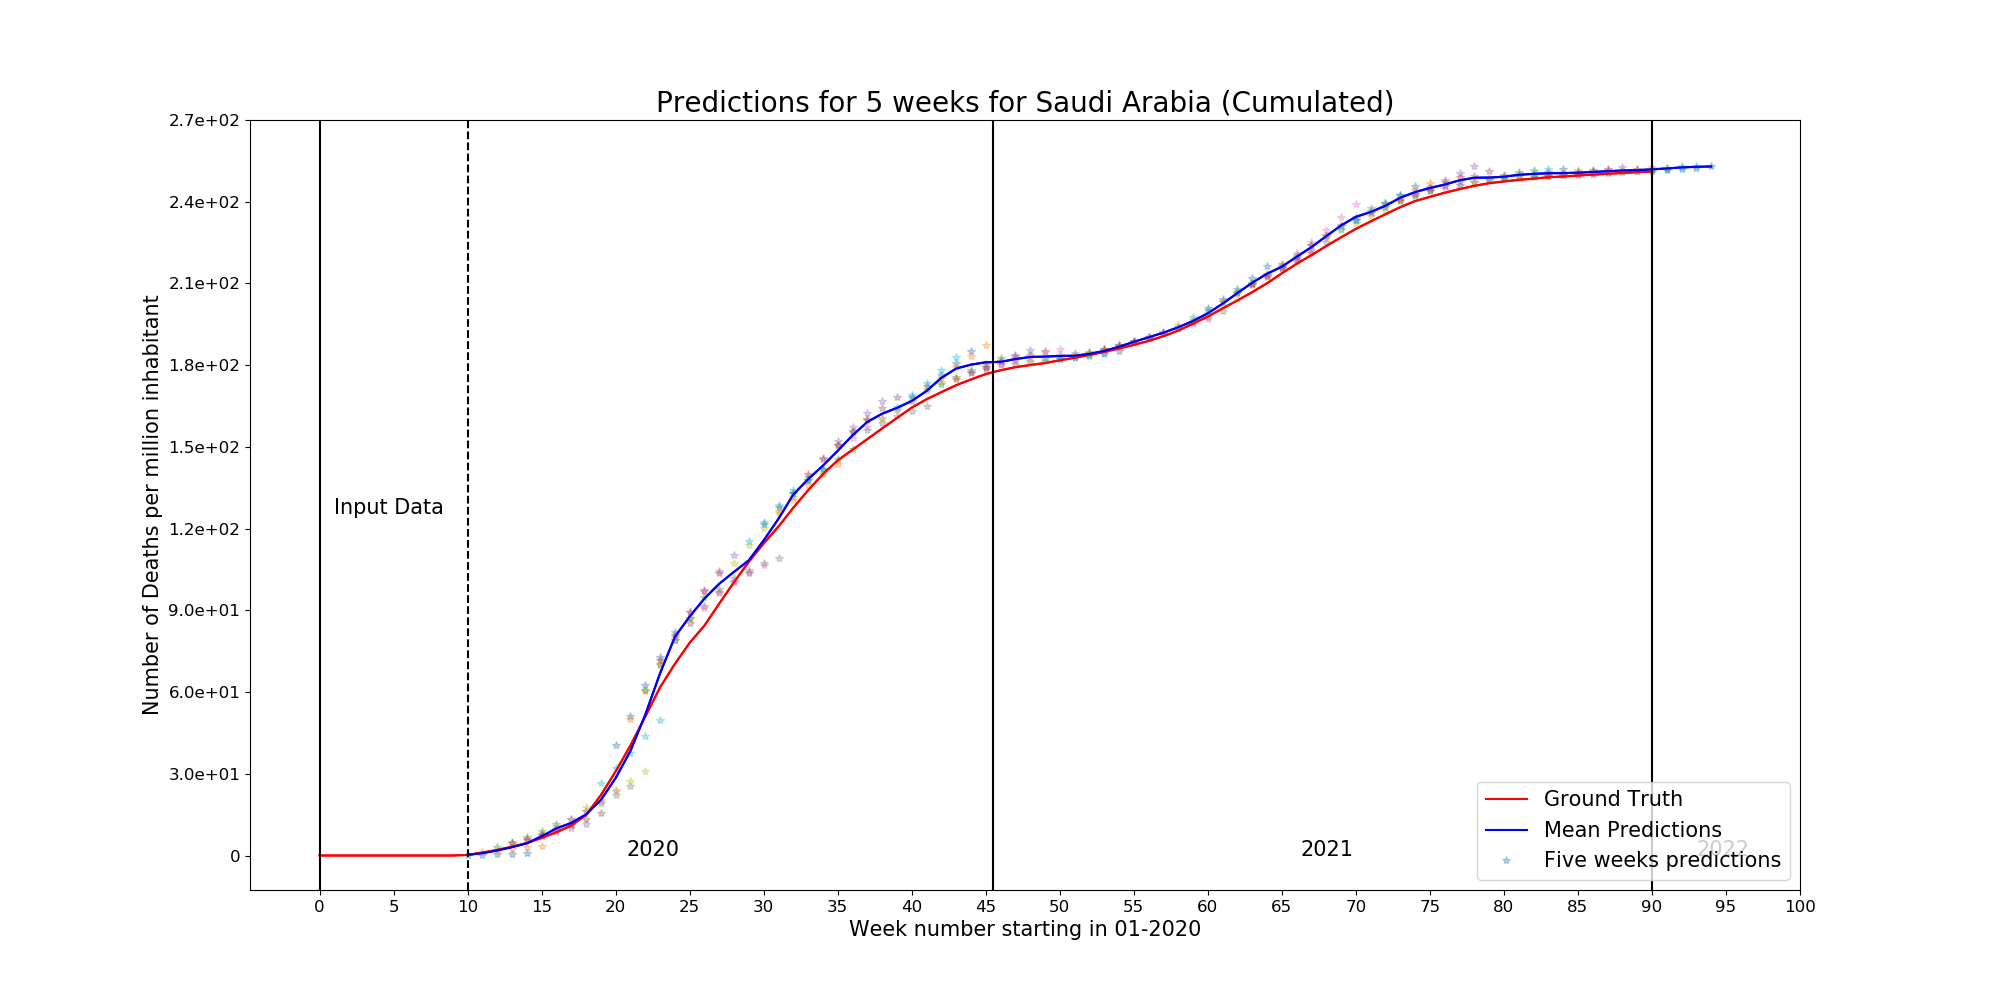 Predictions for 5 weeks for Saudi Arabia (Cumulated)
2.7e+02
2.4e+02
2.1e+02
1.8e+02
1.5e+02
1.2e+02
9.0e+01
6.0e+01
3.0e+01
0
Number of Deaths per million inhabitant
Input Data
2020
2021
2022
Ground Truth
Mean Predictions
Five weeks predictions
0 5 10 15 20 25 30 35 40 45 50 55 60 65 70 75 80 85 90 95 100
Week number starting in 01-2020